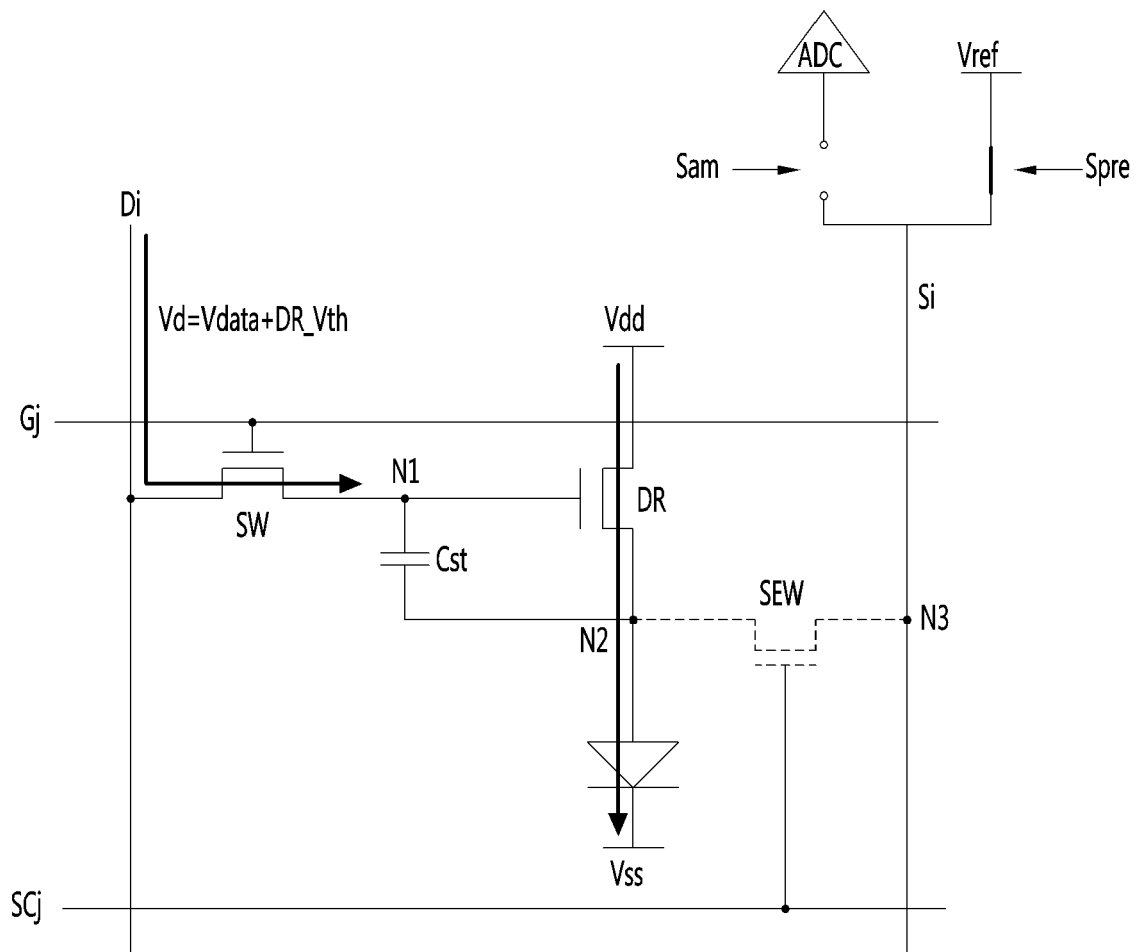 ADC
Vref
Sam
Spre
Di
Si
Vd=Vdata+DR_Vth
Vdd
Gj
N1
DR
SW
Cst
SEW
N2
N3
Vss
SCj